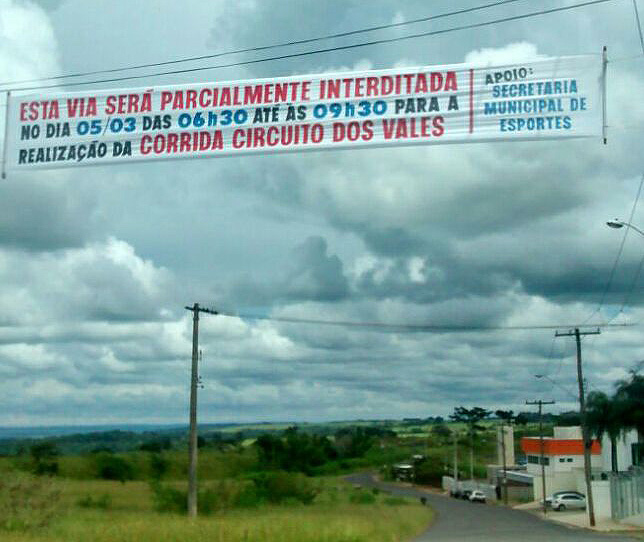 ESTA VIA SERÁ PARCIALMENTE INTERDITADA
NO DIA 05/03 DAS 06h30 ATÉ ÀS 09h30 PARA A
REALIZAÇÃO DA CORRIDA CIRCUITO DOS VALES
APOIO:
SECRETARIA
MUNICIPAL DE
ESPORTES